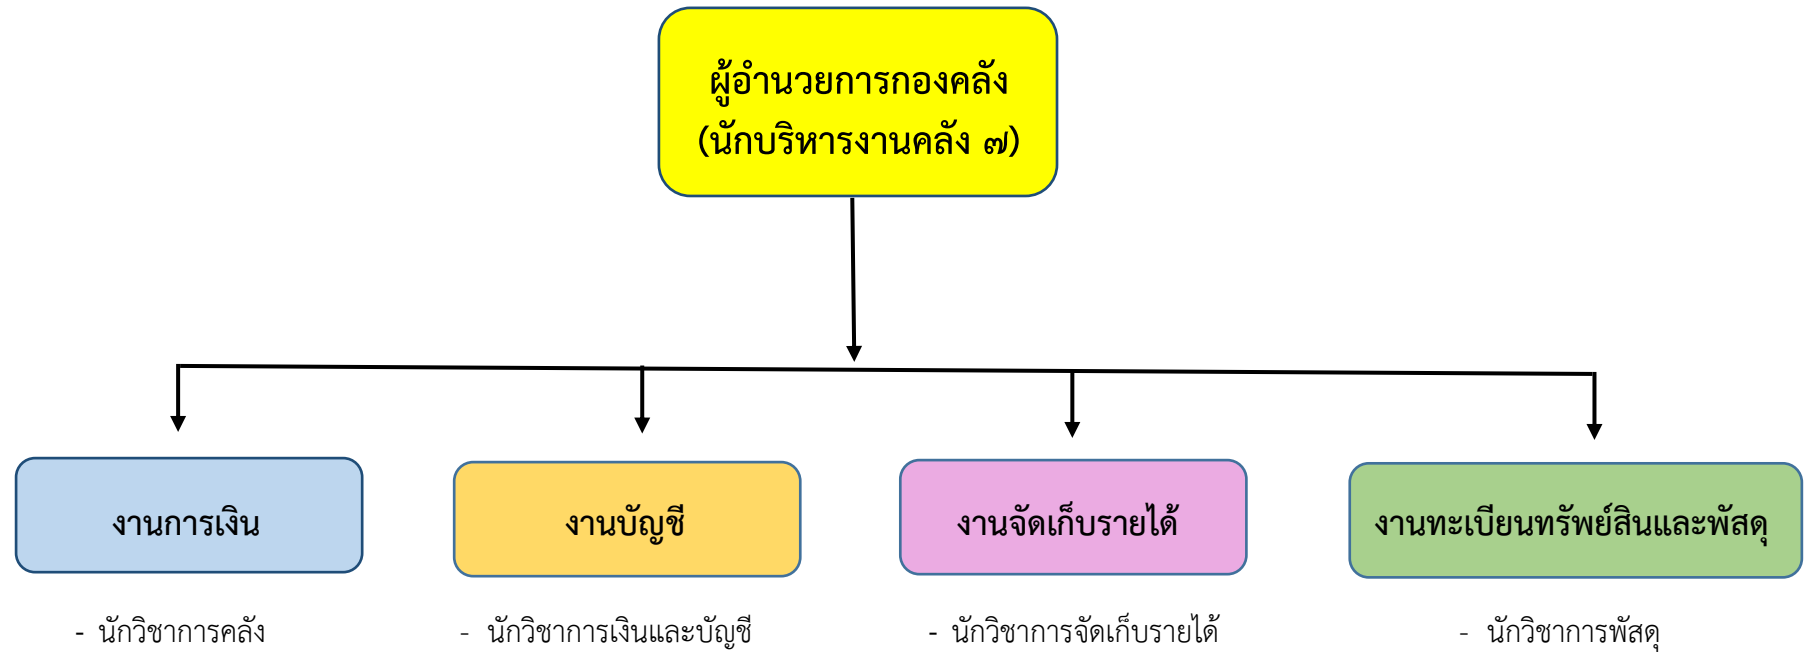 ผู้อำนวยการกองคลัง
(นักบริหารงานคลัง ๗)
งานการเงิน
งานบัญชี
งานจัดเก็บรายได้
งานทะเบียนทรัพย์สินและพัสดุ
- นักวิชาการคลัง
- นักวิชาการเงินและบัญชี
- นักวิชาการจัดเก็บรายได้
- นักวิชาการพัสดุ